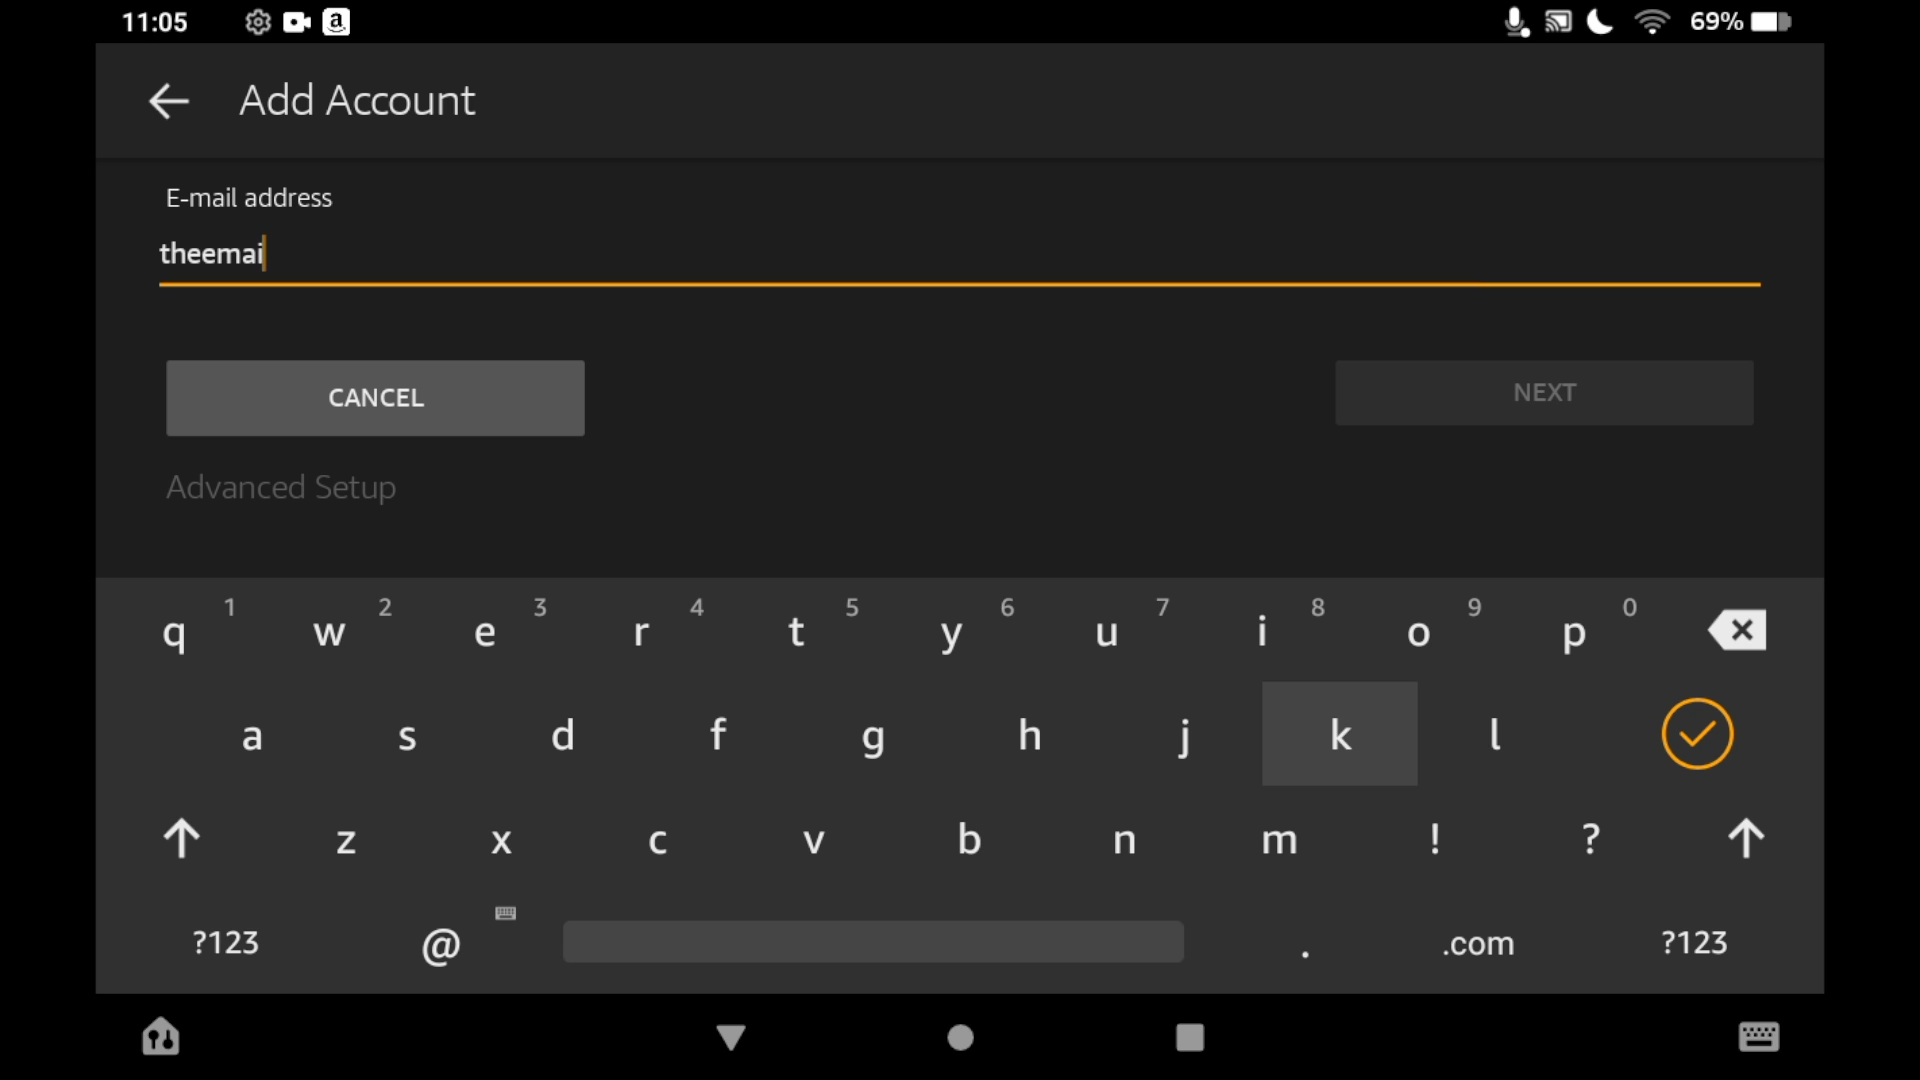 11:05
69%
Add Account
E-mail address
theemai
CANCEL
NEXT
Advanced Setup
1 2 3 4 5 6 7 8 9 0
q w e r t y u i o p
a s d f g h j k l
z x c v b n m ! ?
?123 @ . .com ?123